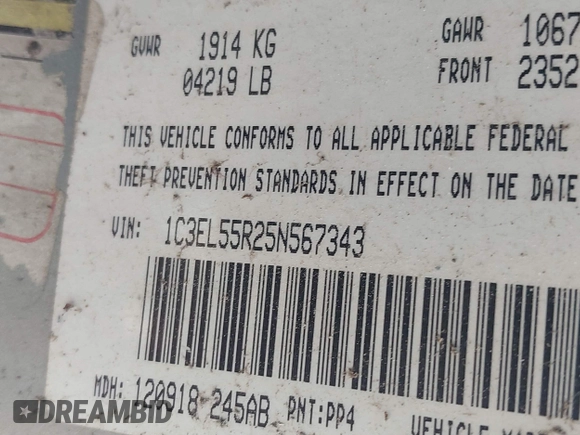 GVWR 1914 KG GAWR 1067
04219 LB FRONT 2352
THIS VEHICLE CONFORMS TO ALL APPLICABLE FEDERAL
THEFT PREVENTION STANDARDS IN EFFECT ON THE DATE
VIN: 1C3EL55R25N567343
MDH: 120918 245AB PNT:PP4
VEHICLE
DREAMBID